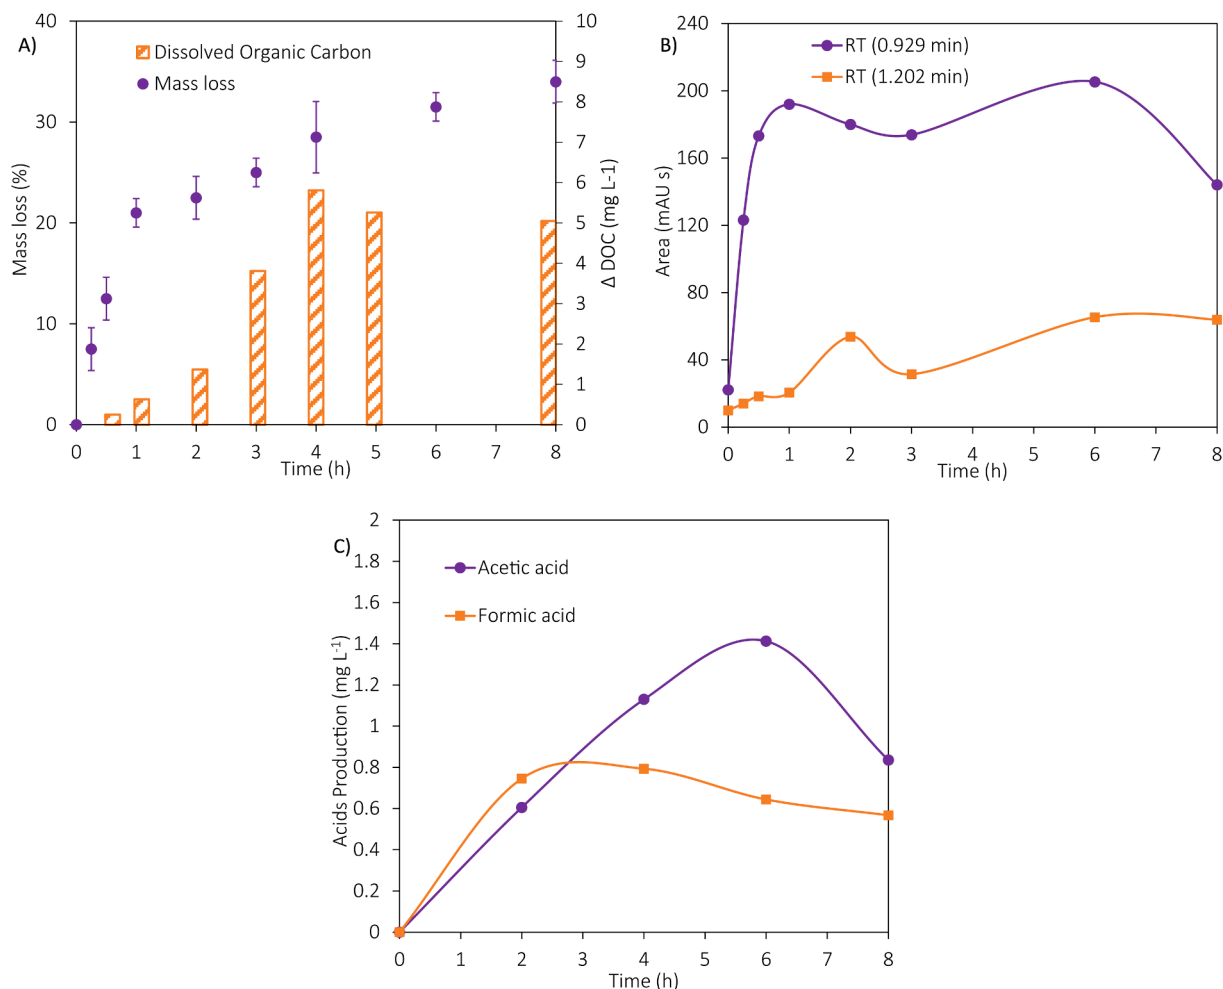 A)
Dissolved Organic Carbon
Mass loss
Mass loss (%)
40
30
20
10
0
10
9
8
7
6
5
4
3
2
1
0
Δ DOC (mg L-1)
0 1 2 3 4 5 6 7 8
Time (h)
B)
RT (0.929 min)
RT (1.202 min)
Area (mAU s)
240
200
160
120
80
40
0
0 1 2 3 4 5 6 7 8
Time (h)
C)
Acetic acid
Formic acid
Acids Production (mg L-1)
2
1.8
1.6
1.4
1.2
1
0.8
0.6
0.4
0.2
0
0 1 2 3 4 5 6 7 8
Time (h)